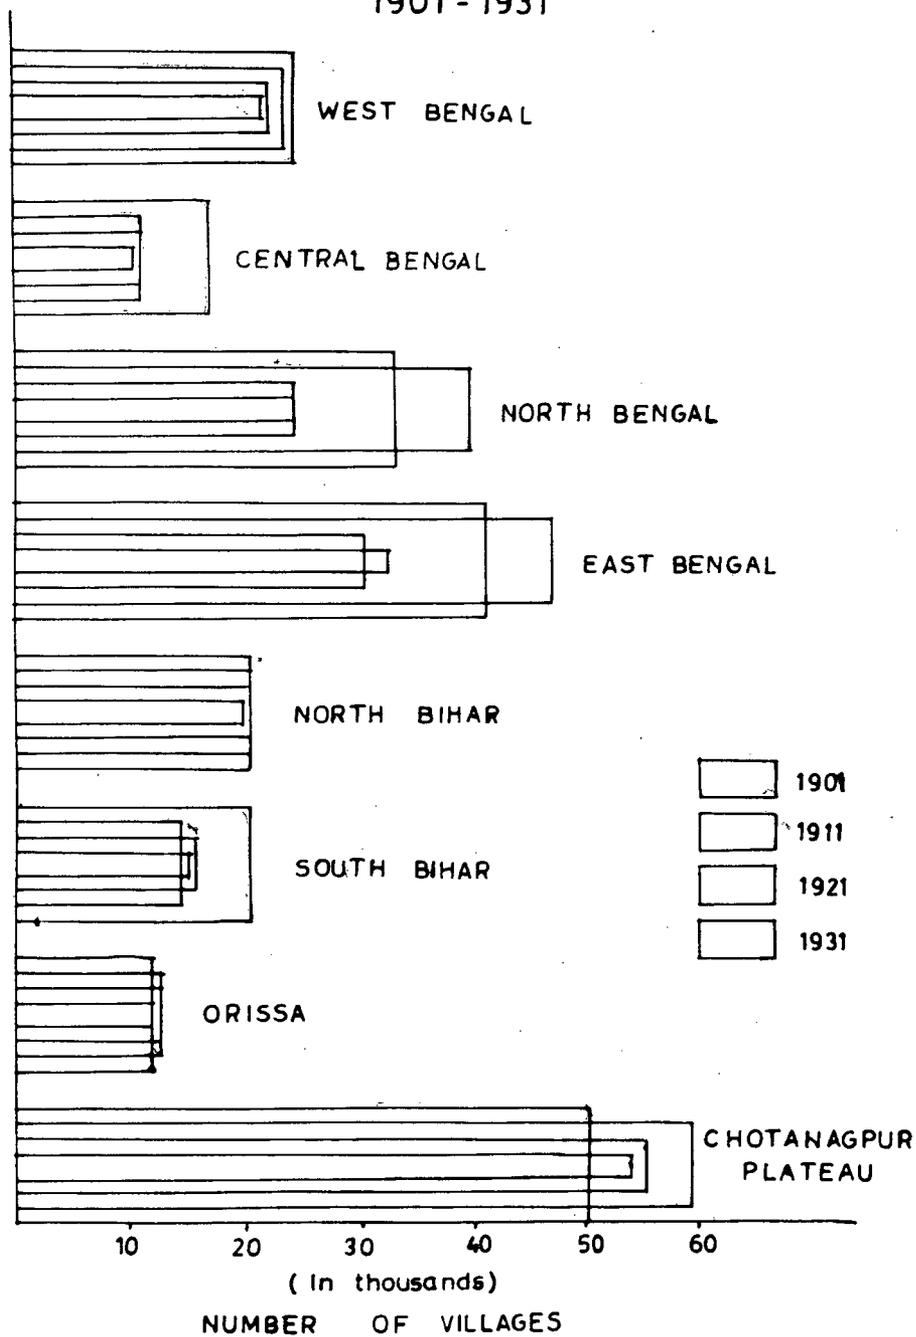 1901-1931
WEST BENGAL
CENTRAL BENGAL
NORTH BENGAL
EAST BENGAL
NORTH BIHAR
1901
1911
SOUTH BIHAR
1921
1931
ORISSA
CHOTANAGPUR
PLATEAU
10 20 30 40 50 60
( In thousands)
NUMBER OF VILLAGES